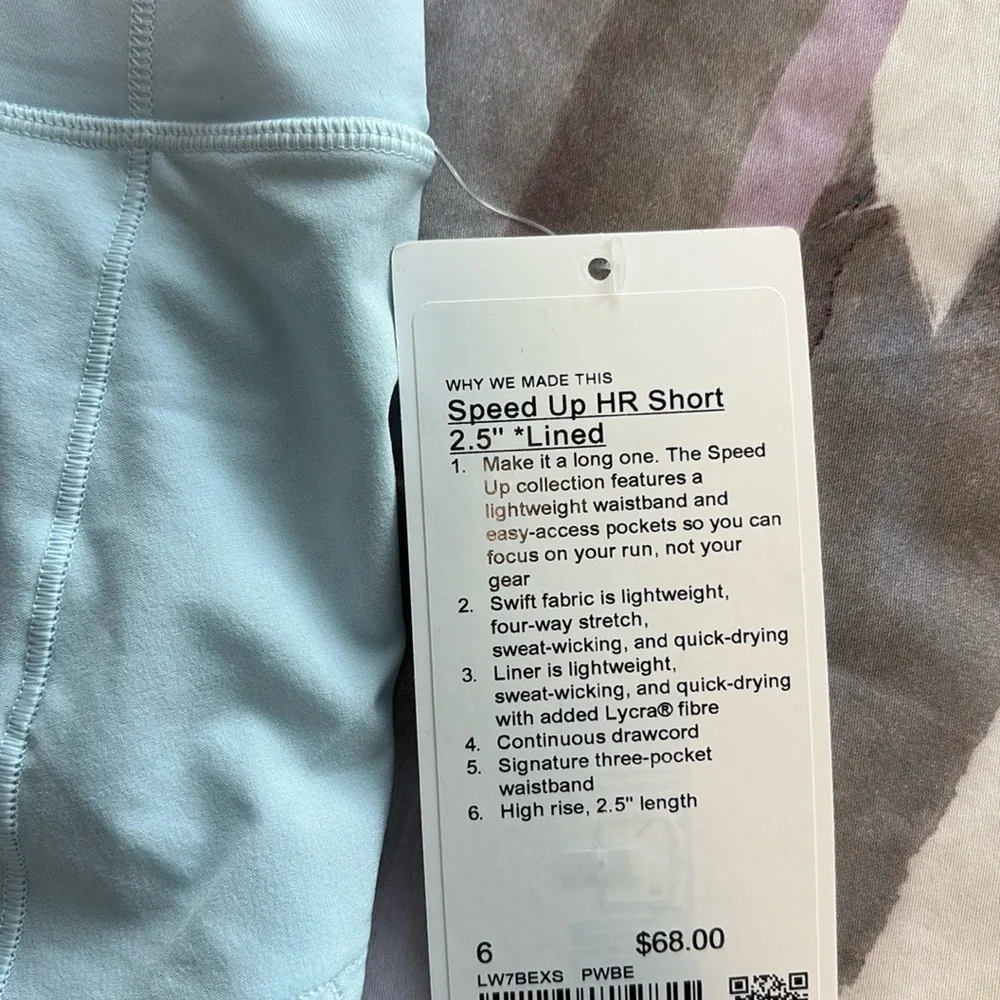 WHY WE MADE THIS
Speed Up HR Short
2.5" *Lined
1. Make it a long one. The Speed
Up collection features a
lightweight waistband and
easy-access pockets so you can
focus on your run, not your
gear
2. Swift fabric is lightweight,
four-way stretch,
sweat-wicking, and quick-drying
3. Liner is lightweight,
sweat-wicking, and quick-drying
with added Lycra® fibre
4. Continuous drawcord
5. Signature three-pocket
waistband
6. High rise, 2.5" length
6 $68.00
LW7BEXS PWBE